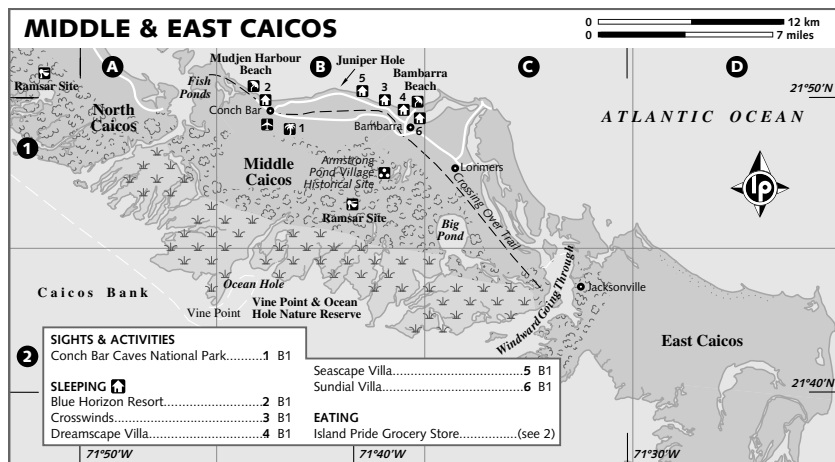 MIDDLE & EAST CAICOS
0 12 km
0 7 miles
A
B
C
D
Mudjen Harbour
Beach
Juniper Hole
Bambarra
Beach
Fish
Ponds
Ramsar Site
2
5
3
4
21°50'N
North
Caicos
Conch Bar
ATLANTIC OCEAN
1
1
Bambarra
6
Middle
Caicos
Armstrong
Pond Village
Historical Site
Lorimers
Crossing Over Trail
lp
Ramsar Site
Big
Pond
Ocean Hole
Caicos Bank
Vine Point
Vine Point & Ocean
Hole Nature Reserve
Windward Going Through
Jacksonville
East Caicos
2
SIGHTS & ACTIVITIES
Conch Bar Caves National Park..........1 B1
SLEEPING
Blue Horizon Resort........................2 B1
Crosswinds.....................................3 B1
Dreamscape Villa............................4 B1
Seascape Villa.................................5 B1
Sundial Villa....................................6 B1
EATING
Island Pride Grocery Store...............(see 2)
21°40'N
71°50'W
71°40'W
71°30'W